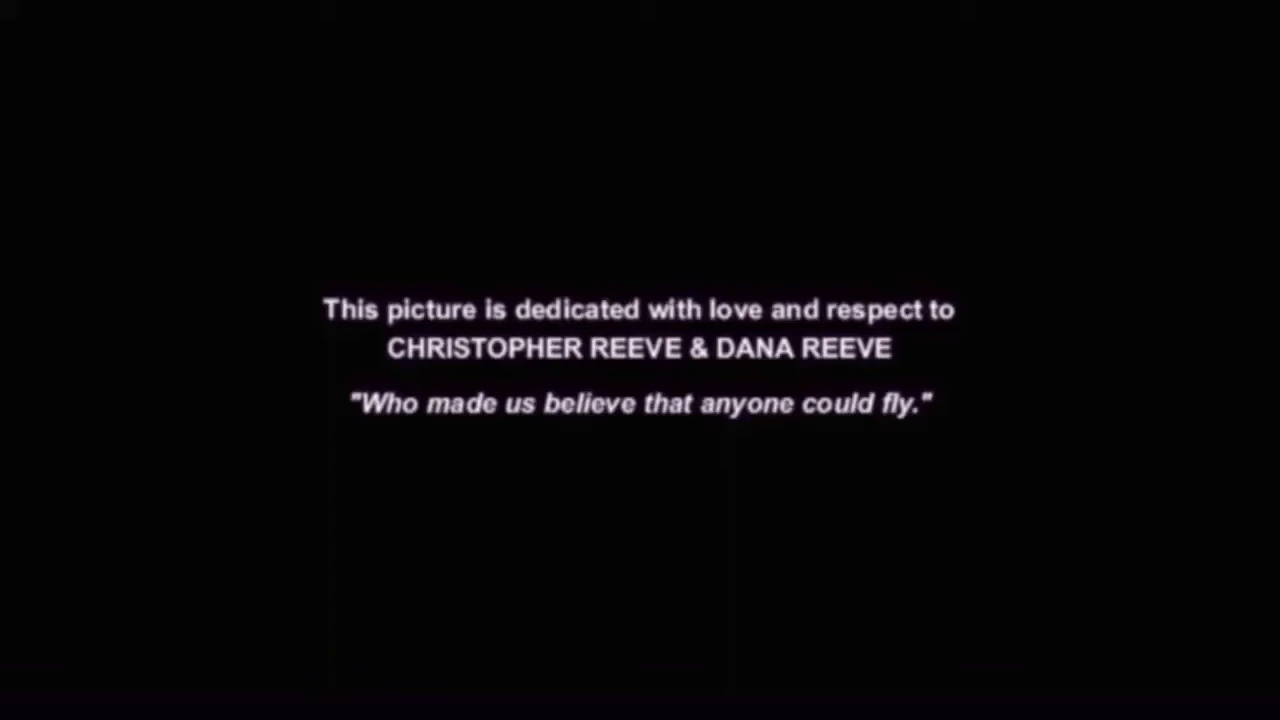 This picture is dedicated with love and respect to
CHRISTOPHER REEVE & DANA REEVE
"Who made us believe that anyone could fly."